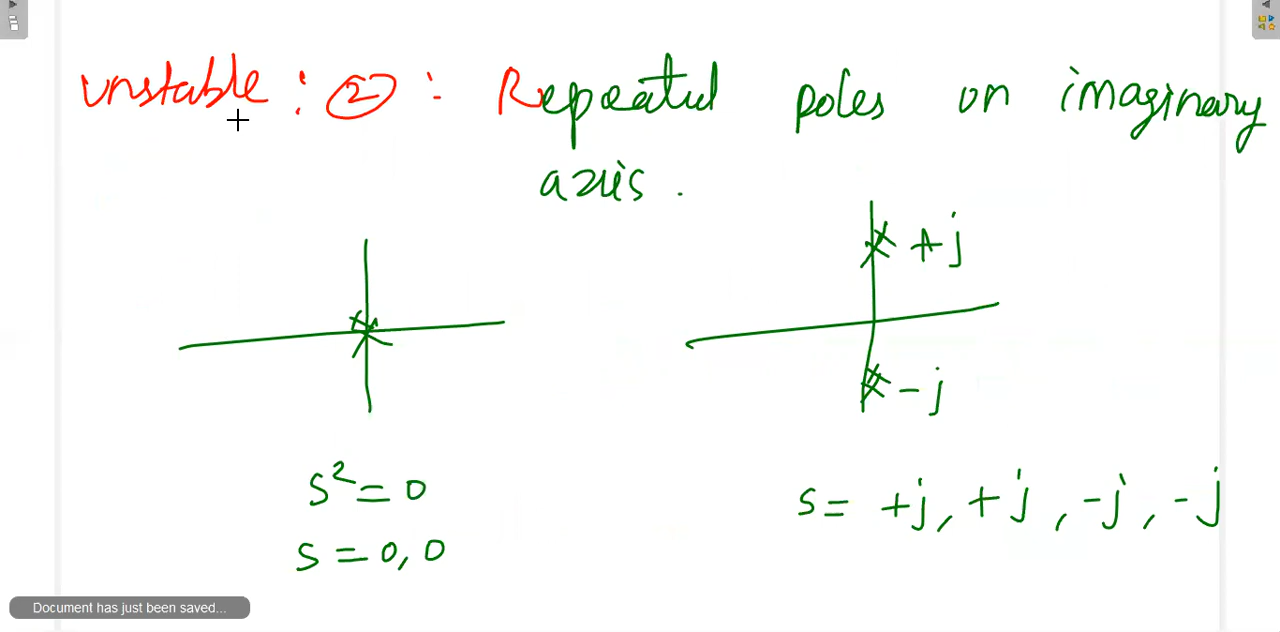 unstable : ② : Repeated poles on imaginary
axis .
+j
-j
s² = 0
s = +j, +j, -j, -j
s = 0, 0
Document has just been saved...